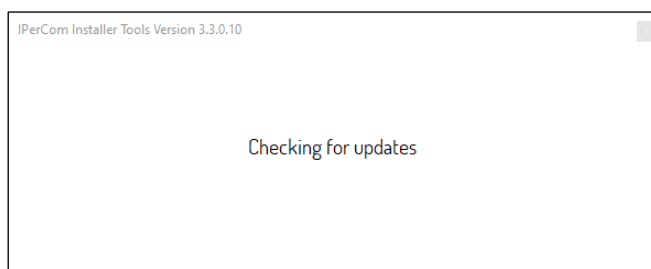 IPerCom Installer Tools Version 3.3.0.10
Checking for updates